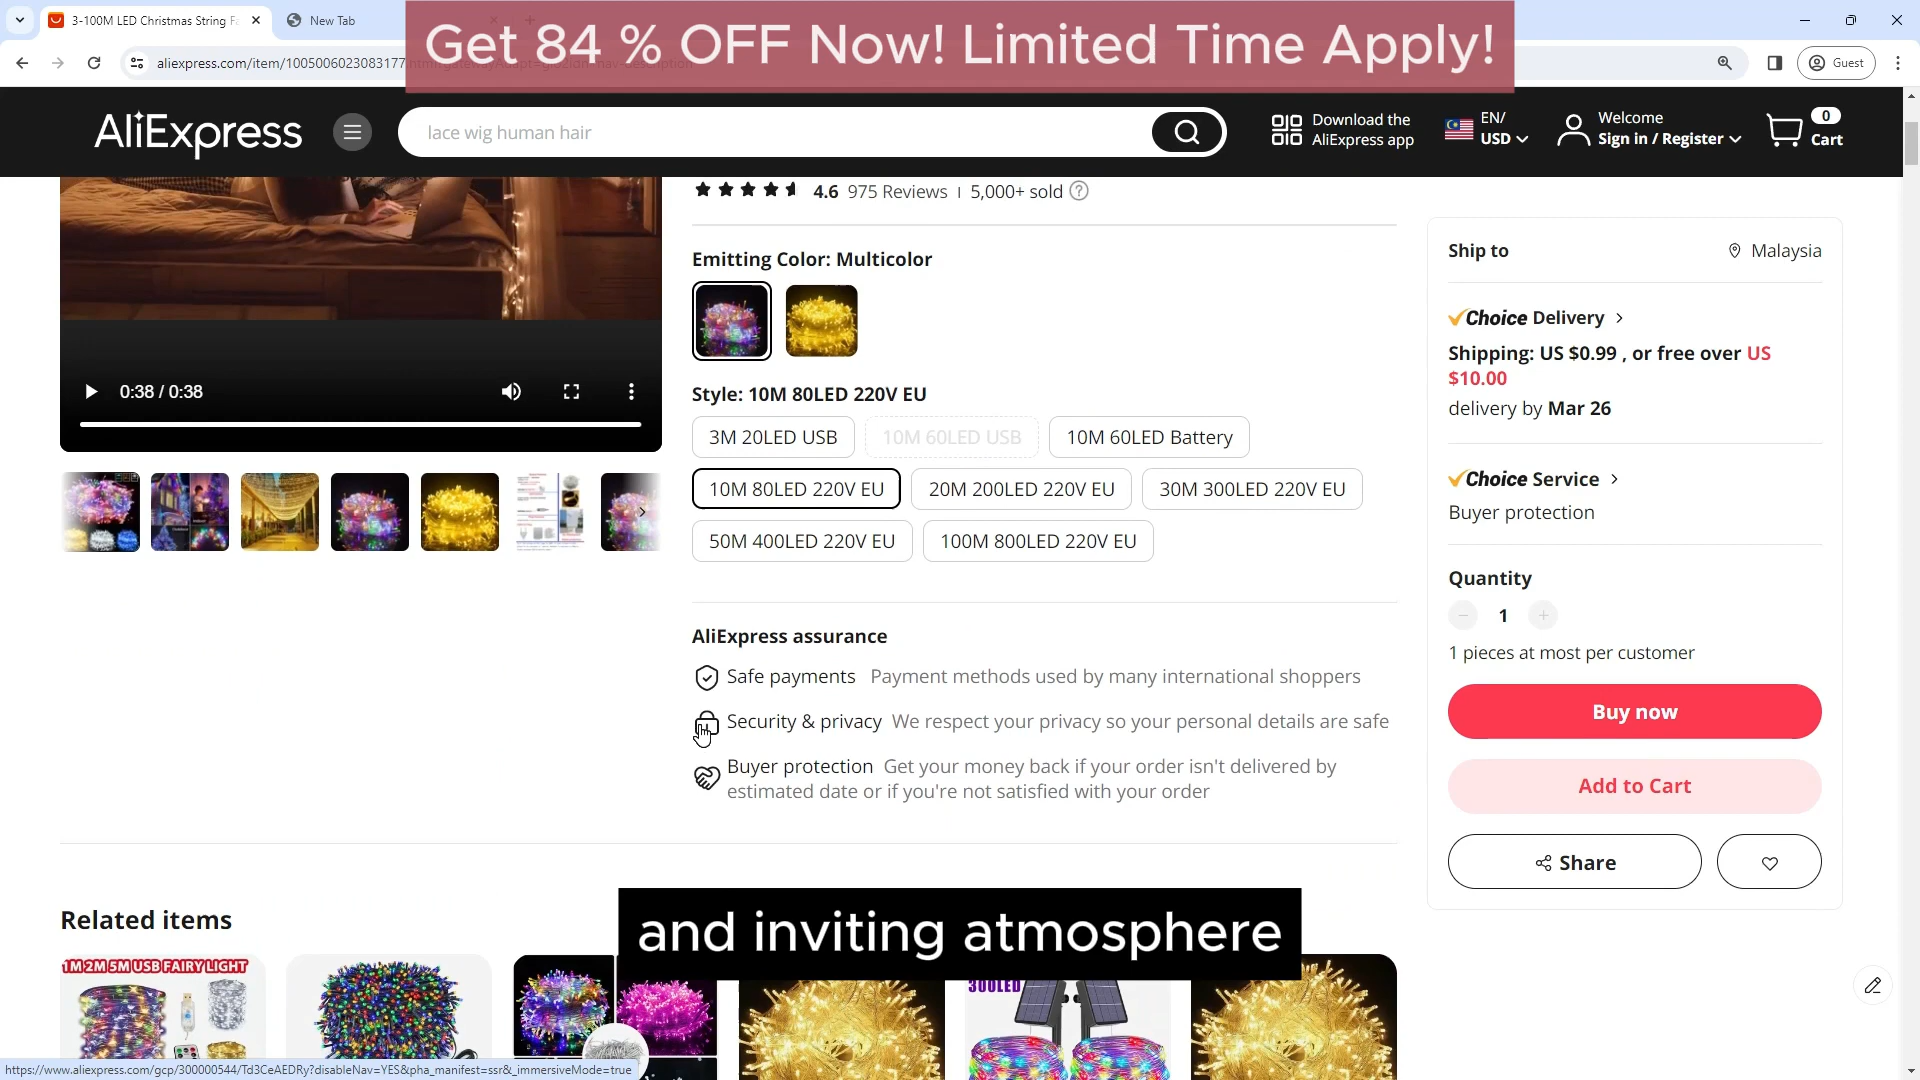 3-100M LED Christmas String Fa
New Tab
Get 84 % OFF Now! Limited Time Apply!
aliexpress.com/item/1005006023083177
Guest
AliExpress
lace wig human hair
Download the
AliExpress app
EN/
USD
Welcome
Sign in / Register
0
Cart
4.6 975 Reviews | 5,000+ sold
Emitting Color: Multicolor
0:38 / 0:38
Style: 10M 80LED 220V EU
3M 20LED USB
10M 60LED USB
10M 60LED Battery
10M 80LED 220V EU
20M 200LED 220V EU
30M 300LED 220V EU
50M 400LED 220V EU
100M 800LED 220V EU
AliExpress assurance
Safe payments Payment methods used by many international shoppers
Security & privacy We respect your privacy so your personal details are safe
Buyer protection Get your money back if your order isn't delivered by
estimated date or if you're not satisfied with your order
Ship to
Malaysia
Choice Delivery
Shipping: US $0.99 , or free over US
$10.00
delivery by Mar 26
Choice Service
Buyer protection
Quantity
1
1 pieces at most per customer
Buy now
Add to Cart
Share
Related items
and inviting atmosphere
1M 2M 5M USB FAIRY LIGHT
300LED
https://www.aliexpress.com/gcp/300000544/Td3CeAEDRy?disableNav=YES&pha_manifest=ssr&_immersiveMode=true